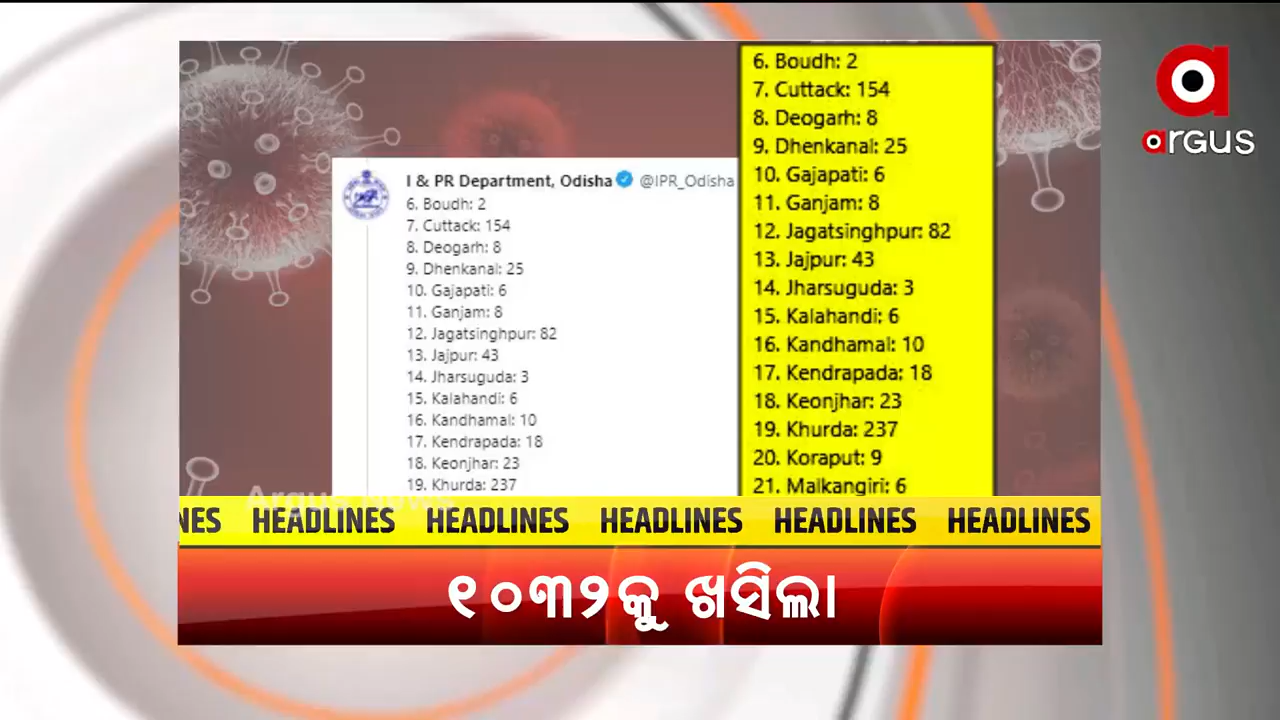 I & PR Department, Odisha @IPR_Odisha
6. Boudh: 2
7. Cuttack: 154
8. Deogarh: 8
9. Dhenkanal: 25
10. Gajapati: 6
11. Ganjam: 8
12. Jagatsinghpur: 82
13. Jajpur: 43
14. Jharsuguda: 3
15. Kalahandi: 6
16. Kandhamal: 10
17. Kendrapada: 18
18. Keonjhar: 23
19. Khurda: 237
6. Boudh: 2
7. Cuttack: 154
8. Deogarh: 8
9. Dhenkanal: 25
10. Gajapati: 6
11. Ganjam: 8
12. Jagatsinghpur: 82
13. Jajpur: 43
14. Jharsuguda: 3
15. Kalahandi: 6
16. Kandhamal: 10
17. Kendrapada: 18
18. Keonjhar: 23
19. Khurda: 237
20. Koraput: 9
21. Malkangiri: 6
argus
Argus News
NES HEADLINES HEADLINES HEADLINES HEADLINES HEADLINES
୧୦୩୨କୁ ଖସିଲା